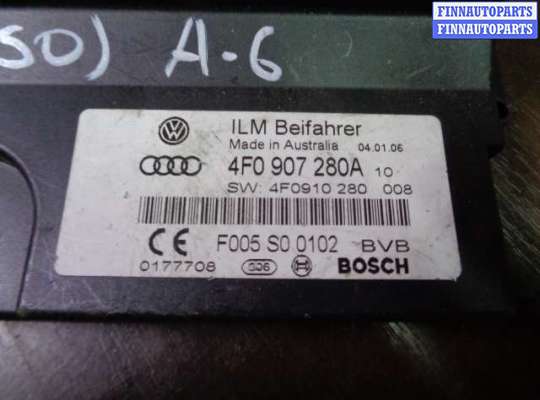 FINNAUTOPARTS
FINNAUTOPARTS
SO) A-6
ILM Beifahrer
Made in Australia 04.01.06
4F0 907 280A 10
SW: 4F0910 280 008
F005 S0 0102 BVB
0177708 BOSCH